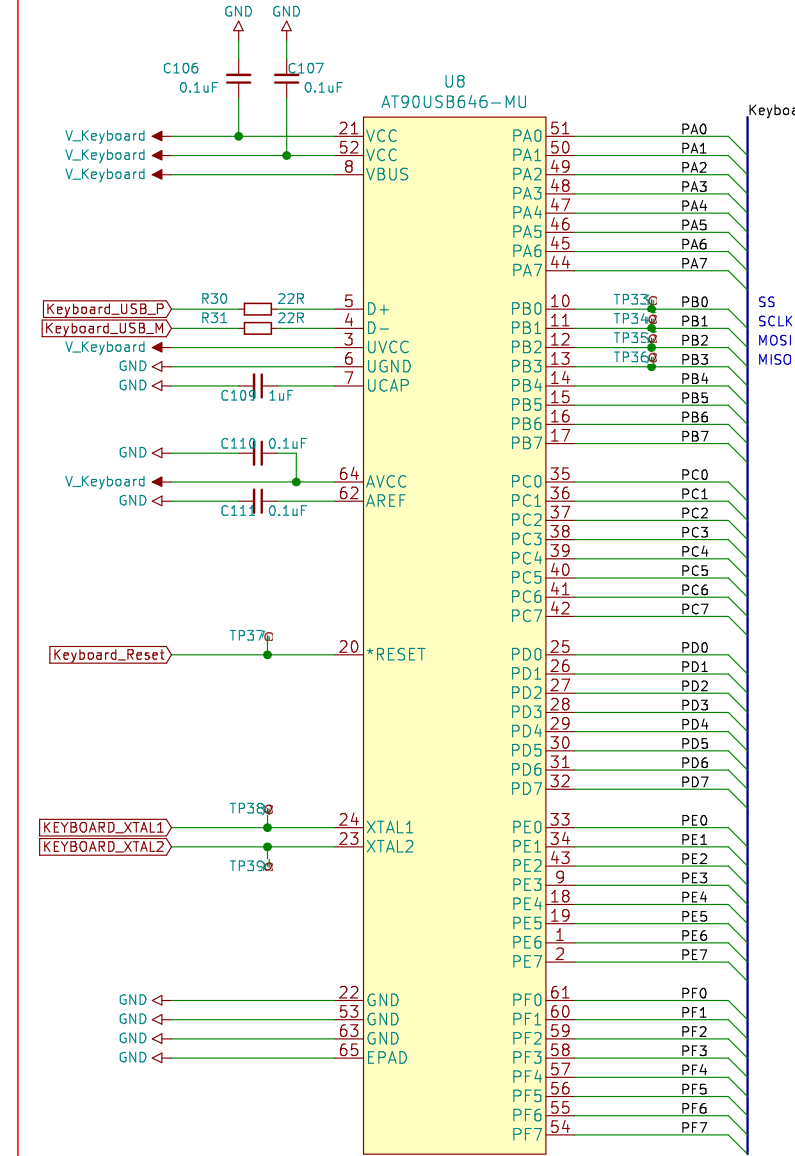 GND GND
C106 C107
0.1uF 0.1uF
U8
AT90USB646-MU
V_Keyboard 21 VCC PA0 51 PA0
V_Keyboard 52 VCC PA1 50 PA1
V_Keyboard 8 VBUS PA2 49 PA2
PA3 48 PA3
PA4 47 PA4
PA5 46 PA5
PA6 45 PA6
PA7 44 PA7
Keyboard_USB_P R30 22R 5 D+ PB0 10 TP33 PB0 SS
Keyboard_USB_M R31 22R 4 D- PB1 11 TP34 PB1 SCLK
V_Keyboard 3 UVCC PB2 12 TP35 PB2 MOSI
GND 6 UGND PB3 13 TP36 PB3 MISO
GND C109 1uF 7 UCAP PB4 14 PB4
PB5 15 PB5
PB6 16 PB6
GND C110 0.1uF PB7 17 PB7
V_Keyboard 64 AVCC PC0 35 PC0
GND C111 0.1uF 62 AREF PC1 36 PC1
PC2 37 PC2
PC3 38 PC3
PC4 39 PC4
PC5 40 PC5
PC6 41 PC6
PC7 42 PC7
TP37
Keyboard_Reset 20 *RESET PD0 25 PD0
PD1 26 PD1
PD2 27 PD2
PD3 28 PD3
PD4 29 PD4
PD5 30 PD5
PD6 31 PD6
PD7 32 PD7
TP38
KEYBOARD_XTAL1 24 XTAL1 PE0 33 PE0
KEYBOARD_XTAL2 23 XTAL2 PE1 34 PE1
TP39 PE2 43 PE2
PE3 9 PE3
PE4 18 PE4
PE5 19 PE5
PE6 1 PE6
PE7 2 PE7
GND 22 GND PF0 61 PF0
GND 53 GND PF1 60 PF1
GND 63 GND PF2 59 PF2
GND 65 EPAD PF3 58 PF3
PF4 57 PF4
PF5 56 PF5
PF6 55 PF6
PF7 54 PF7